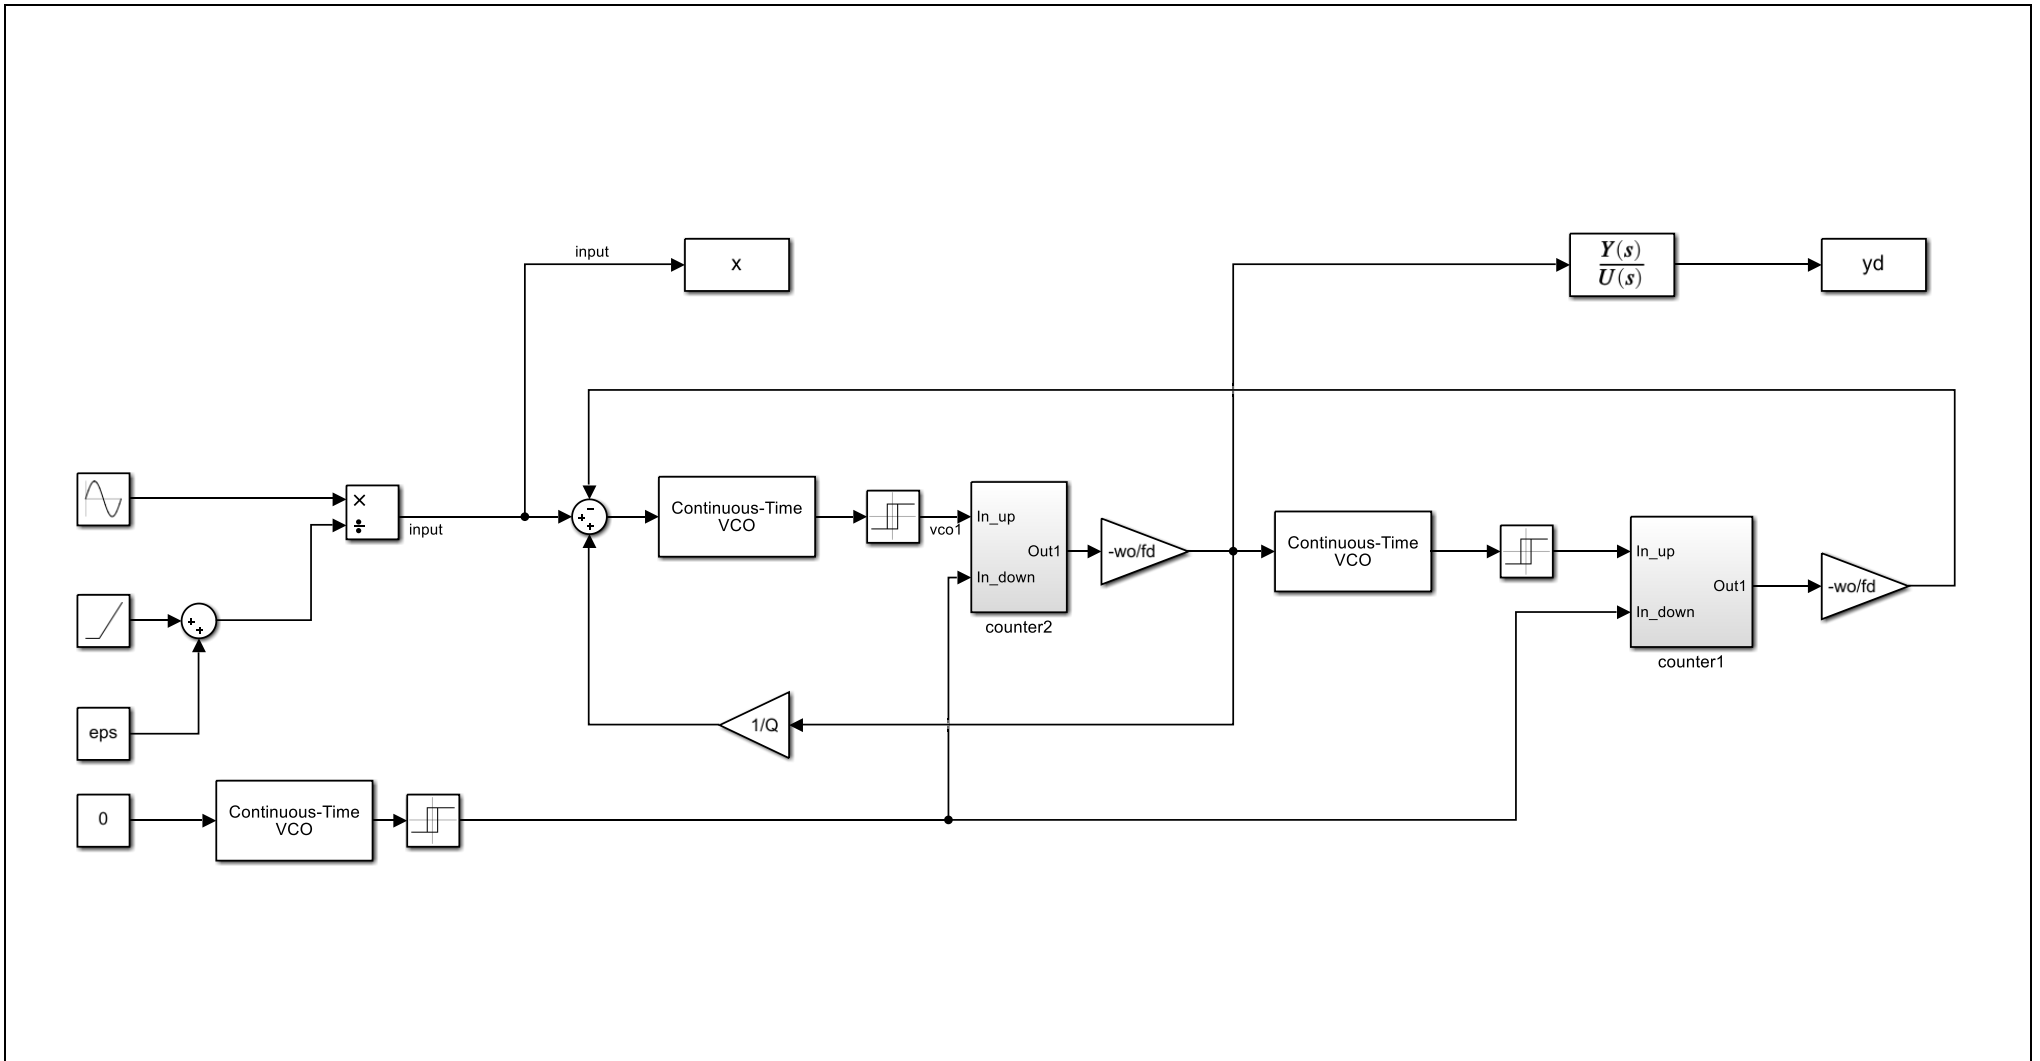 input
x
Y(s)
U(s)
yd
×
÷
input
Continuous-Time
VCO
vco1
In_up
Out1
In_down
counter2
-wo/fd
Continuous-Time
VCO
In_up
Out1
In_down
counter1
-wo/fd
1/Q
eps
0
Continuous-Time
VCO